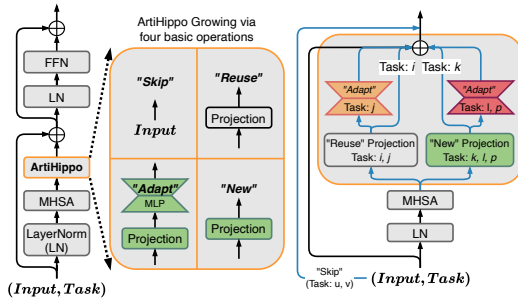 FFN
LN
ArtiHippo
MHSA
LayerNorm
(LN)
(Input, Task)
ArtiHippo Growing via
four basic operations
"Skip"
Input
"Reuse"
Projection
"Adapt"
MLP
Projection
"New"
Projection
Task: i
Task: k
"Adapt"
Task: j
"Adapt"
Task: l, p
"Reuse" Projection
Task: i, j
"New" Projection
Task: k, l, p
MHSA
LN
"Skip"
(Task: u, v)
(Input, Task)